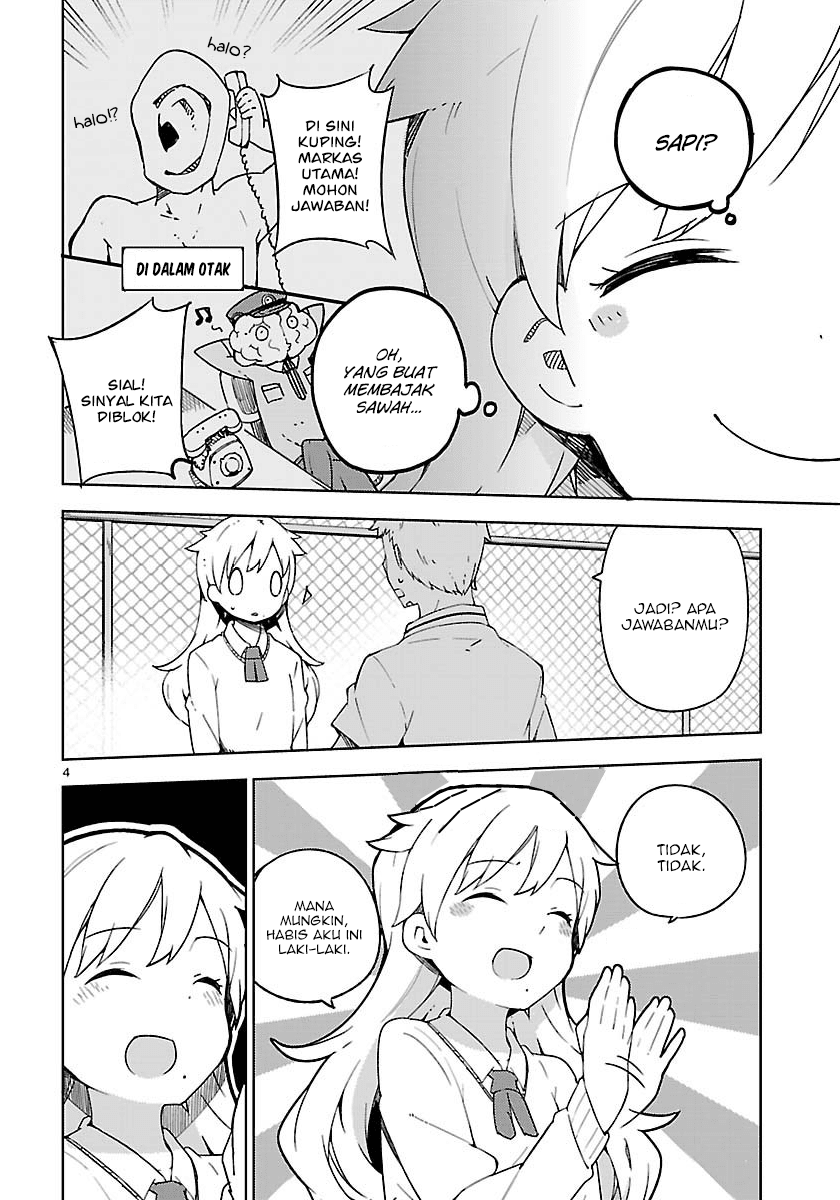 SAPI?
DI SINI
KUPING!
MARKAS
UTAMA!
MOHON
JAWABAN!
halo?
halo!?
DI DALAM OTAK
OH,
YANG BUAT
MEMBAJAK
SAWAH...
SIAL!
SINYAL KITA
DIBLOK!
JADI? APA
JAWABANMU?
4
TIDAK,
TIDAK.
MANA
MUNGKIN,
HABIS AKU INI
LAKI-LAKI.